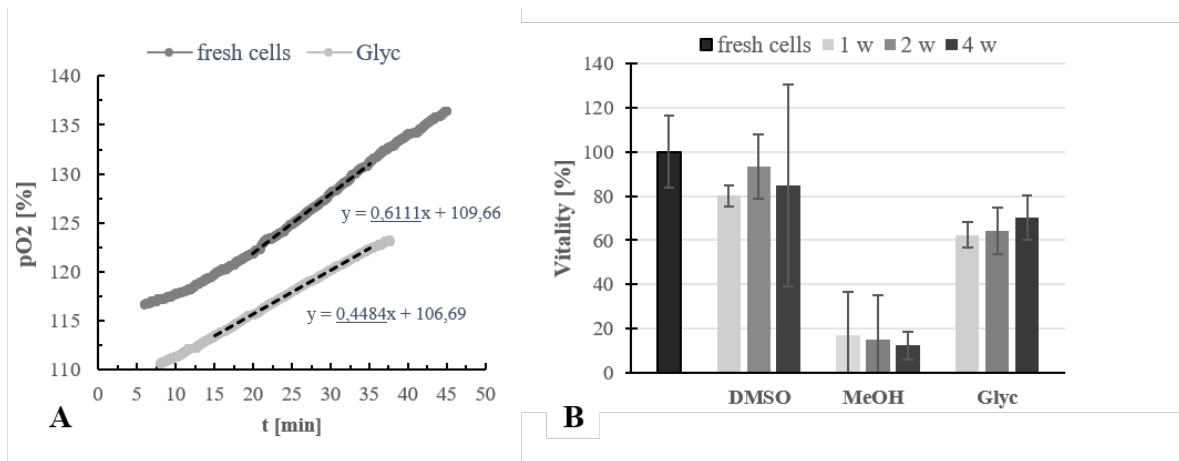 fresh cells Glyc
140
135
130
125
120
115
110
pO2 [%]
y = 0,6111x + 109,66
y = 0,4484x + 106,69
0 5 10 15 20 25 30 35 40 45 50
t [min]
A
fresh cells 1 w 2 w 4 w
140
120
100
80
60
40
20
0
Vitality [%]
DMSO MeOH Glyc
B